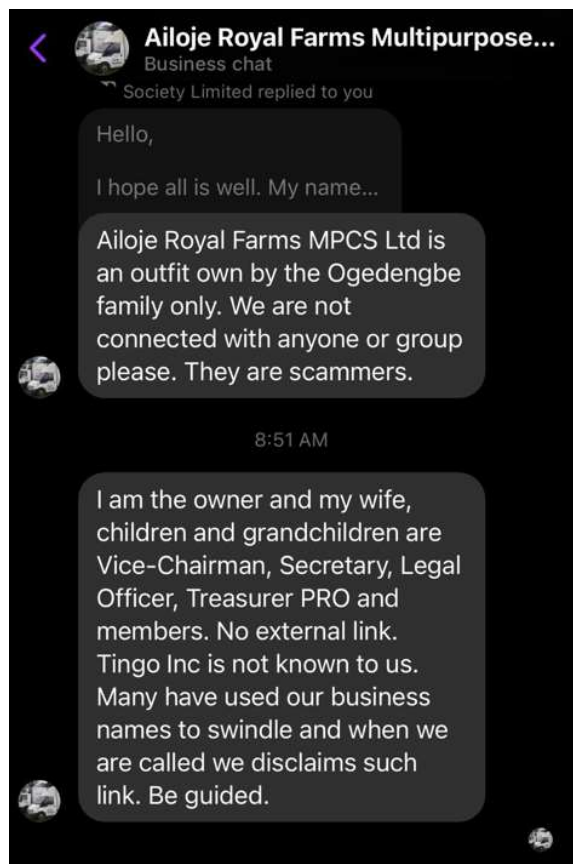 Ailoje Royal Farms Multipurpose...
Business chat
Society Limited replied to you
Hello,
I hope all is well. My name...
Ailoje Royal Farms MPCS Ltd is
an outfit own by the Ogedengbe
family only. We are not
connected with anyone or group
please. They are scammers.
8:51 AM
I am the owner and my wife,
children and grandchildren are
Vice-Chairman, Secretary, Legal
Officer, Treasurer PRO and
members. No external link.
Tingo Inc is not known to us.
Many have used our business
names to swindle and when we
are called we disclaims such
link. Be guided.